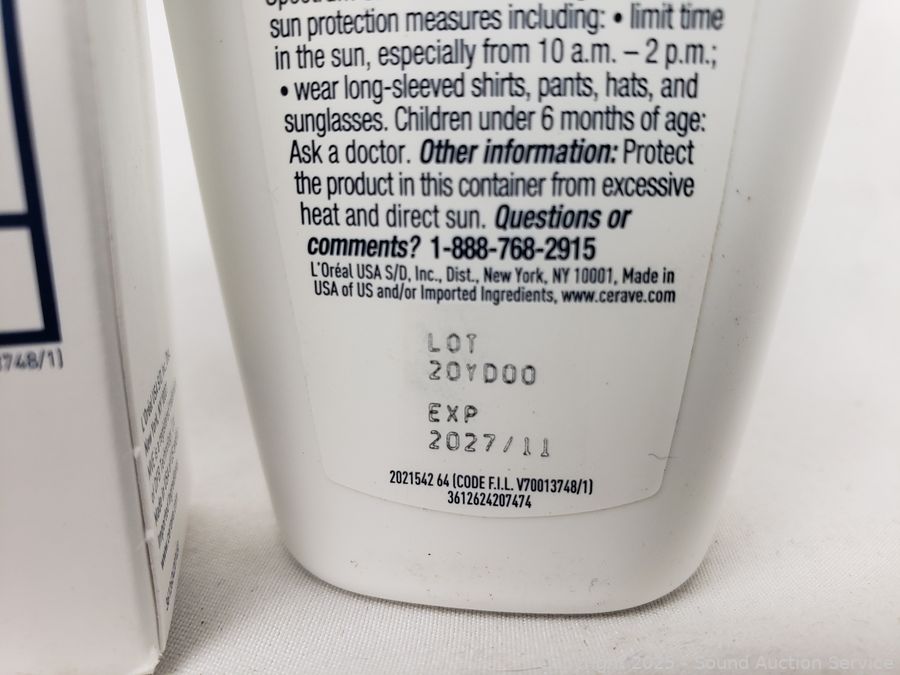 sun protection measures including: • limit time
in the sun, especially from 10 a.m. – 2 p.m.;
• wear long-sleeved shirts, pants, hats, and
sunglasses. Children under 6 months of age:
Ask a doctor. Other information: Protect
the product in this container from excessive
heat and direct sun. Questions or
comments? 1-888-768-2915
L'Oréal USA S/D, Inc., Dist., New York, NY 10001, Made in
USA of US and/or Imported Ingredients, www.cerave.com
LOT
20YD00
EXP
2027/11
2021542 64 (CODE F.I.L. V70013748/1)
3612624207474
3748/1)
2025 - Sound Auction Service